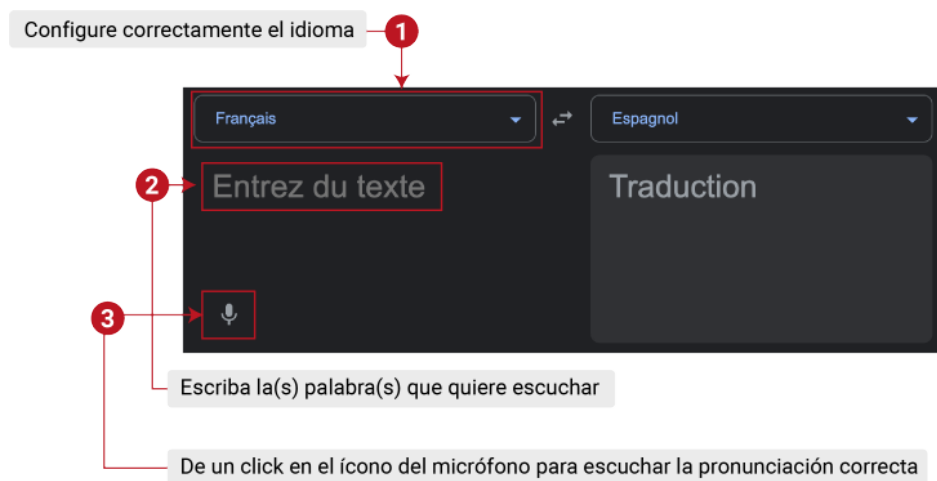 Configure correctamente el idioma
1
Français
Espagnol
2
Entrez du texte
Traduction
3
Escriba la(s) palabra(s) que quiere escuchar
De un click en el ícono del micrófono para escuchar la pronunciación correcta